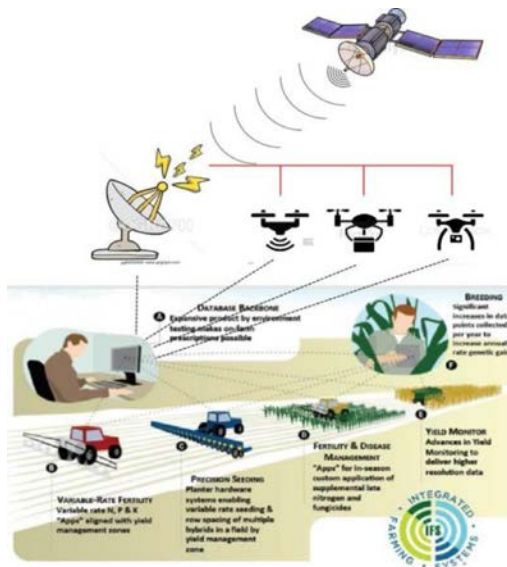 A
DATABASE BACKBONE
Expansive product by environment
testing makes on-farm
prescriptions possible
BREEDING
Significant
increases in data
points collected
per year to
increase annual
rate genetic gain
F
B
VARIABLE-RATE FERTILITY
Variable rate N, P & K
"Apps" aligned with yield
management zones
C
PRECISION SEEDING
Planter hardware
systems enabling
variable rate seeding &
row spacing of multiple
hybrids in a field by
yield management
zone
D
FERTILITY & DISEASE
MANAGEMENT
"Apps" for in-season
custom application of
supplemental late
nitrogen and
fungicides
E
YIELD MONITOR
Advances in Yield
Monitoring to
deliver higher
resolution data
INTEGRATED
FARMING
SYSTEMS
IFS